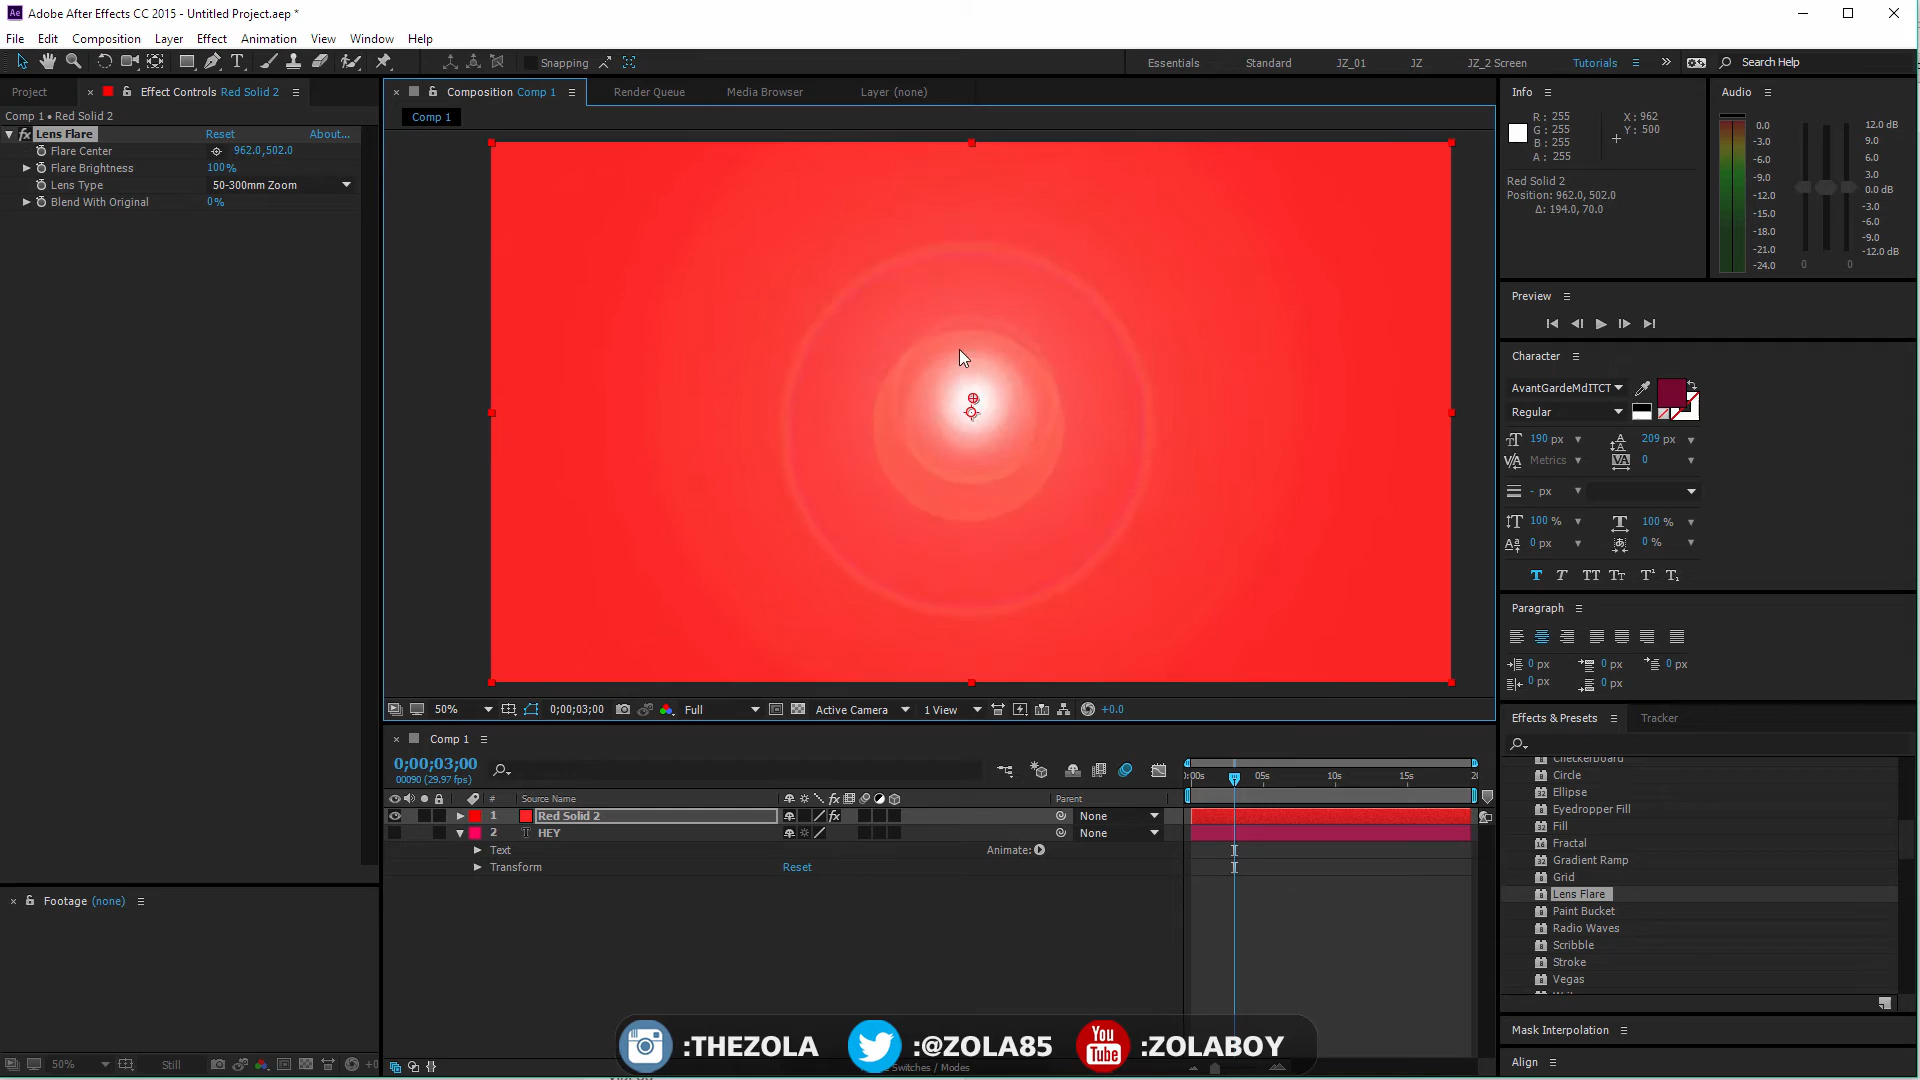 Ae Adobe After Effects CC 2015 - Untitled Project.aep *
File Edit Composition Layer Effect Animation View Window Help
Snapping
Essentials Standard JZ_01 JZ JZ_2 Screen Tutorials Search Help
Project Effect Controls Red Solid 2
Comp 1 • Red Solid 2
fx Lens Flare Reset About...
Flare Center 962.0,502.0
Flare Brightness 100%
Lens Type 50-300mm Zoom
Blend With Original 0%
Footage (none)
50% Still +0
Composition Comp 1 Render Queue Media Browser Layer (none)
Comp 1
50% 0;00;03;00 Full Active Camera 1 View +0.0
Comp 1
0;00;03;00
00090 (29.97 fps)
:00s 05s 10s 15s 20
# Source Name Parent
1 Red Solid 2 None
2 T HEY None
Text Animate:
Transform Reset
Switches / Modes
:THEZOLA :@ZOLA85 You Tube :ZOLABOY
Info
R: 255
G: 255
B: 255
A: 255
X: 962
Y: 500
Red Solid 2
Position: 962.0, 502.0
Δ: 194.0, 70.0
Audio
0.0
-3.0
-6.0
-9.0
-12.0
-15.0
-18.0
-21.0
-24.0
0 0
12.0 dB
9.0
6.0
3.0
0.0 dB
-3.0
-6.0
-9.0
-12.0 dB
Preview
Character
AvantGardeMdITCT
Regular
190 px 209 px
Metrics 0
- px
100 % 100 %
0 px 0 %
T T TT Tt T¹ T₁
Paragraph
0 px 0 px 0 px
0 px 0 px
Effects & Presets Tracker
Checkerboard
Circle
Ellipse
Eyedropper Fill
Fill
Fractal
Gradient Ramp
Grid
Lens Flare
Paint Bucket
Radio Waves
Scribble
Stroke
Vegas
Mask Interpolation
Align